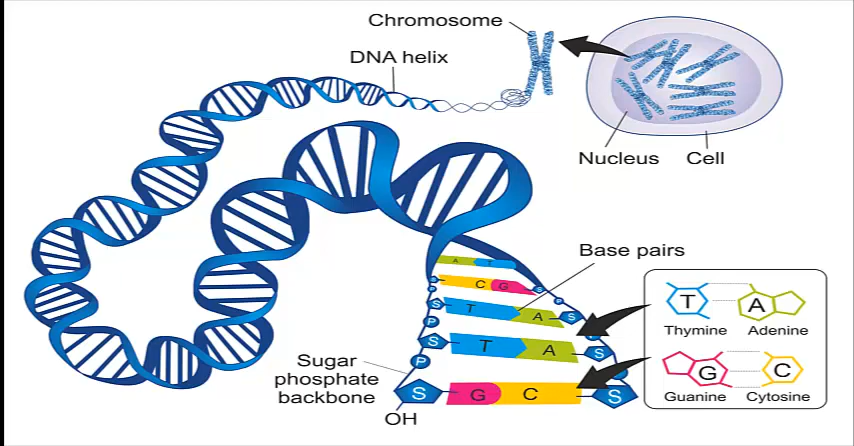 Chromosome
DNA helix
Nucleus
Cell
Base pairs
A T
C G S
P
S T A S
P
S T A S
P
Sugar
phosphate
backbone
S G C S
OH
T A
Thymine Adenine
G C
Guanine Cytosine